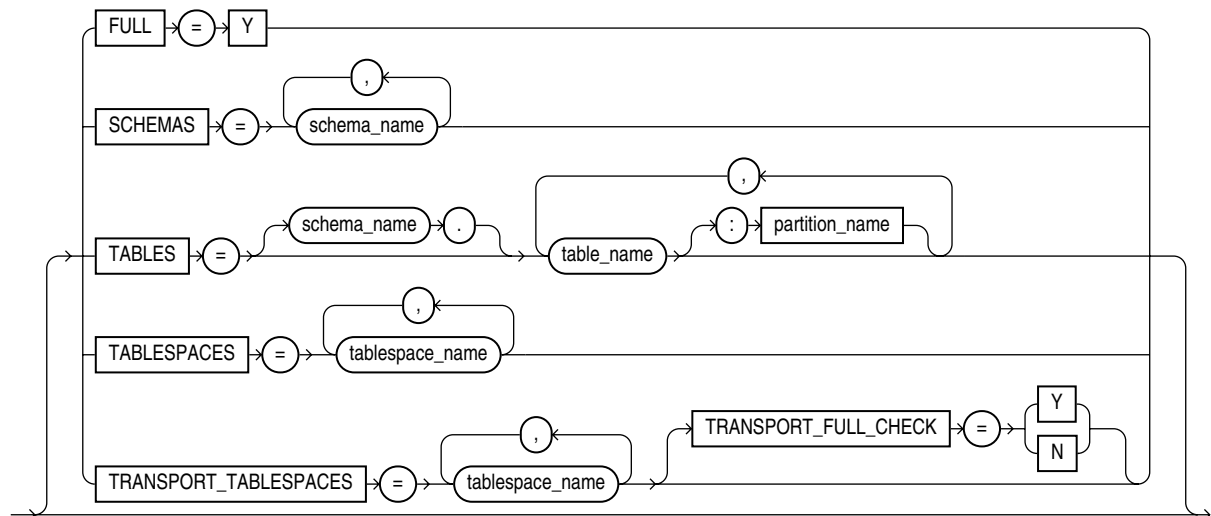 FULL = Y
,
SCHEMAS = schema_name
,
schema_name . : partition_name
TABLES = table_name
,
TABLESPACES = tablespace_name
Y
TRANSPORT_FULL_CHECK =
N
,
TRANSPORT_TABLESPACES = tablespace_name